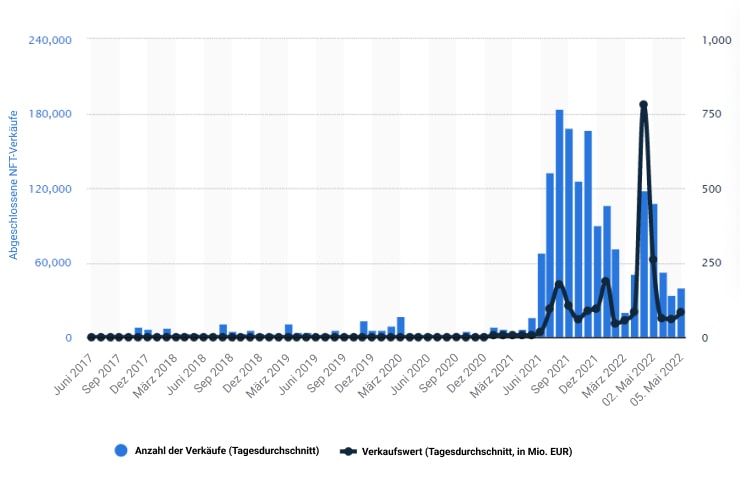 240,000
180,000
120,000
60,000
0
Abgeschlossene NFT-Verkäufe
1,000
750
500
250
0
Juni 2017
Sep 2017
Dez 2017
März 2018
Juni 2018
Sep 2018
Dez 2018
März 2019
Juni 2019
Sep 2019
Dez 2019
März 2020
Juni 2020
Sep 2020
Dez 2020
März 2021
Juni 2021
Sep 2021
Dez 2021
März 2022
02. Mai 2022
05. Mai 2022
Anzahl der Verkäufe (Tagesdurchschnitt)
Verkaufswert (Tagesdurchschnitt, in Mio. EUR)